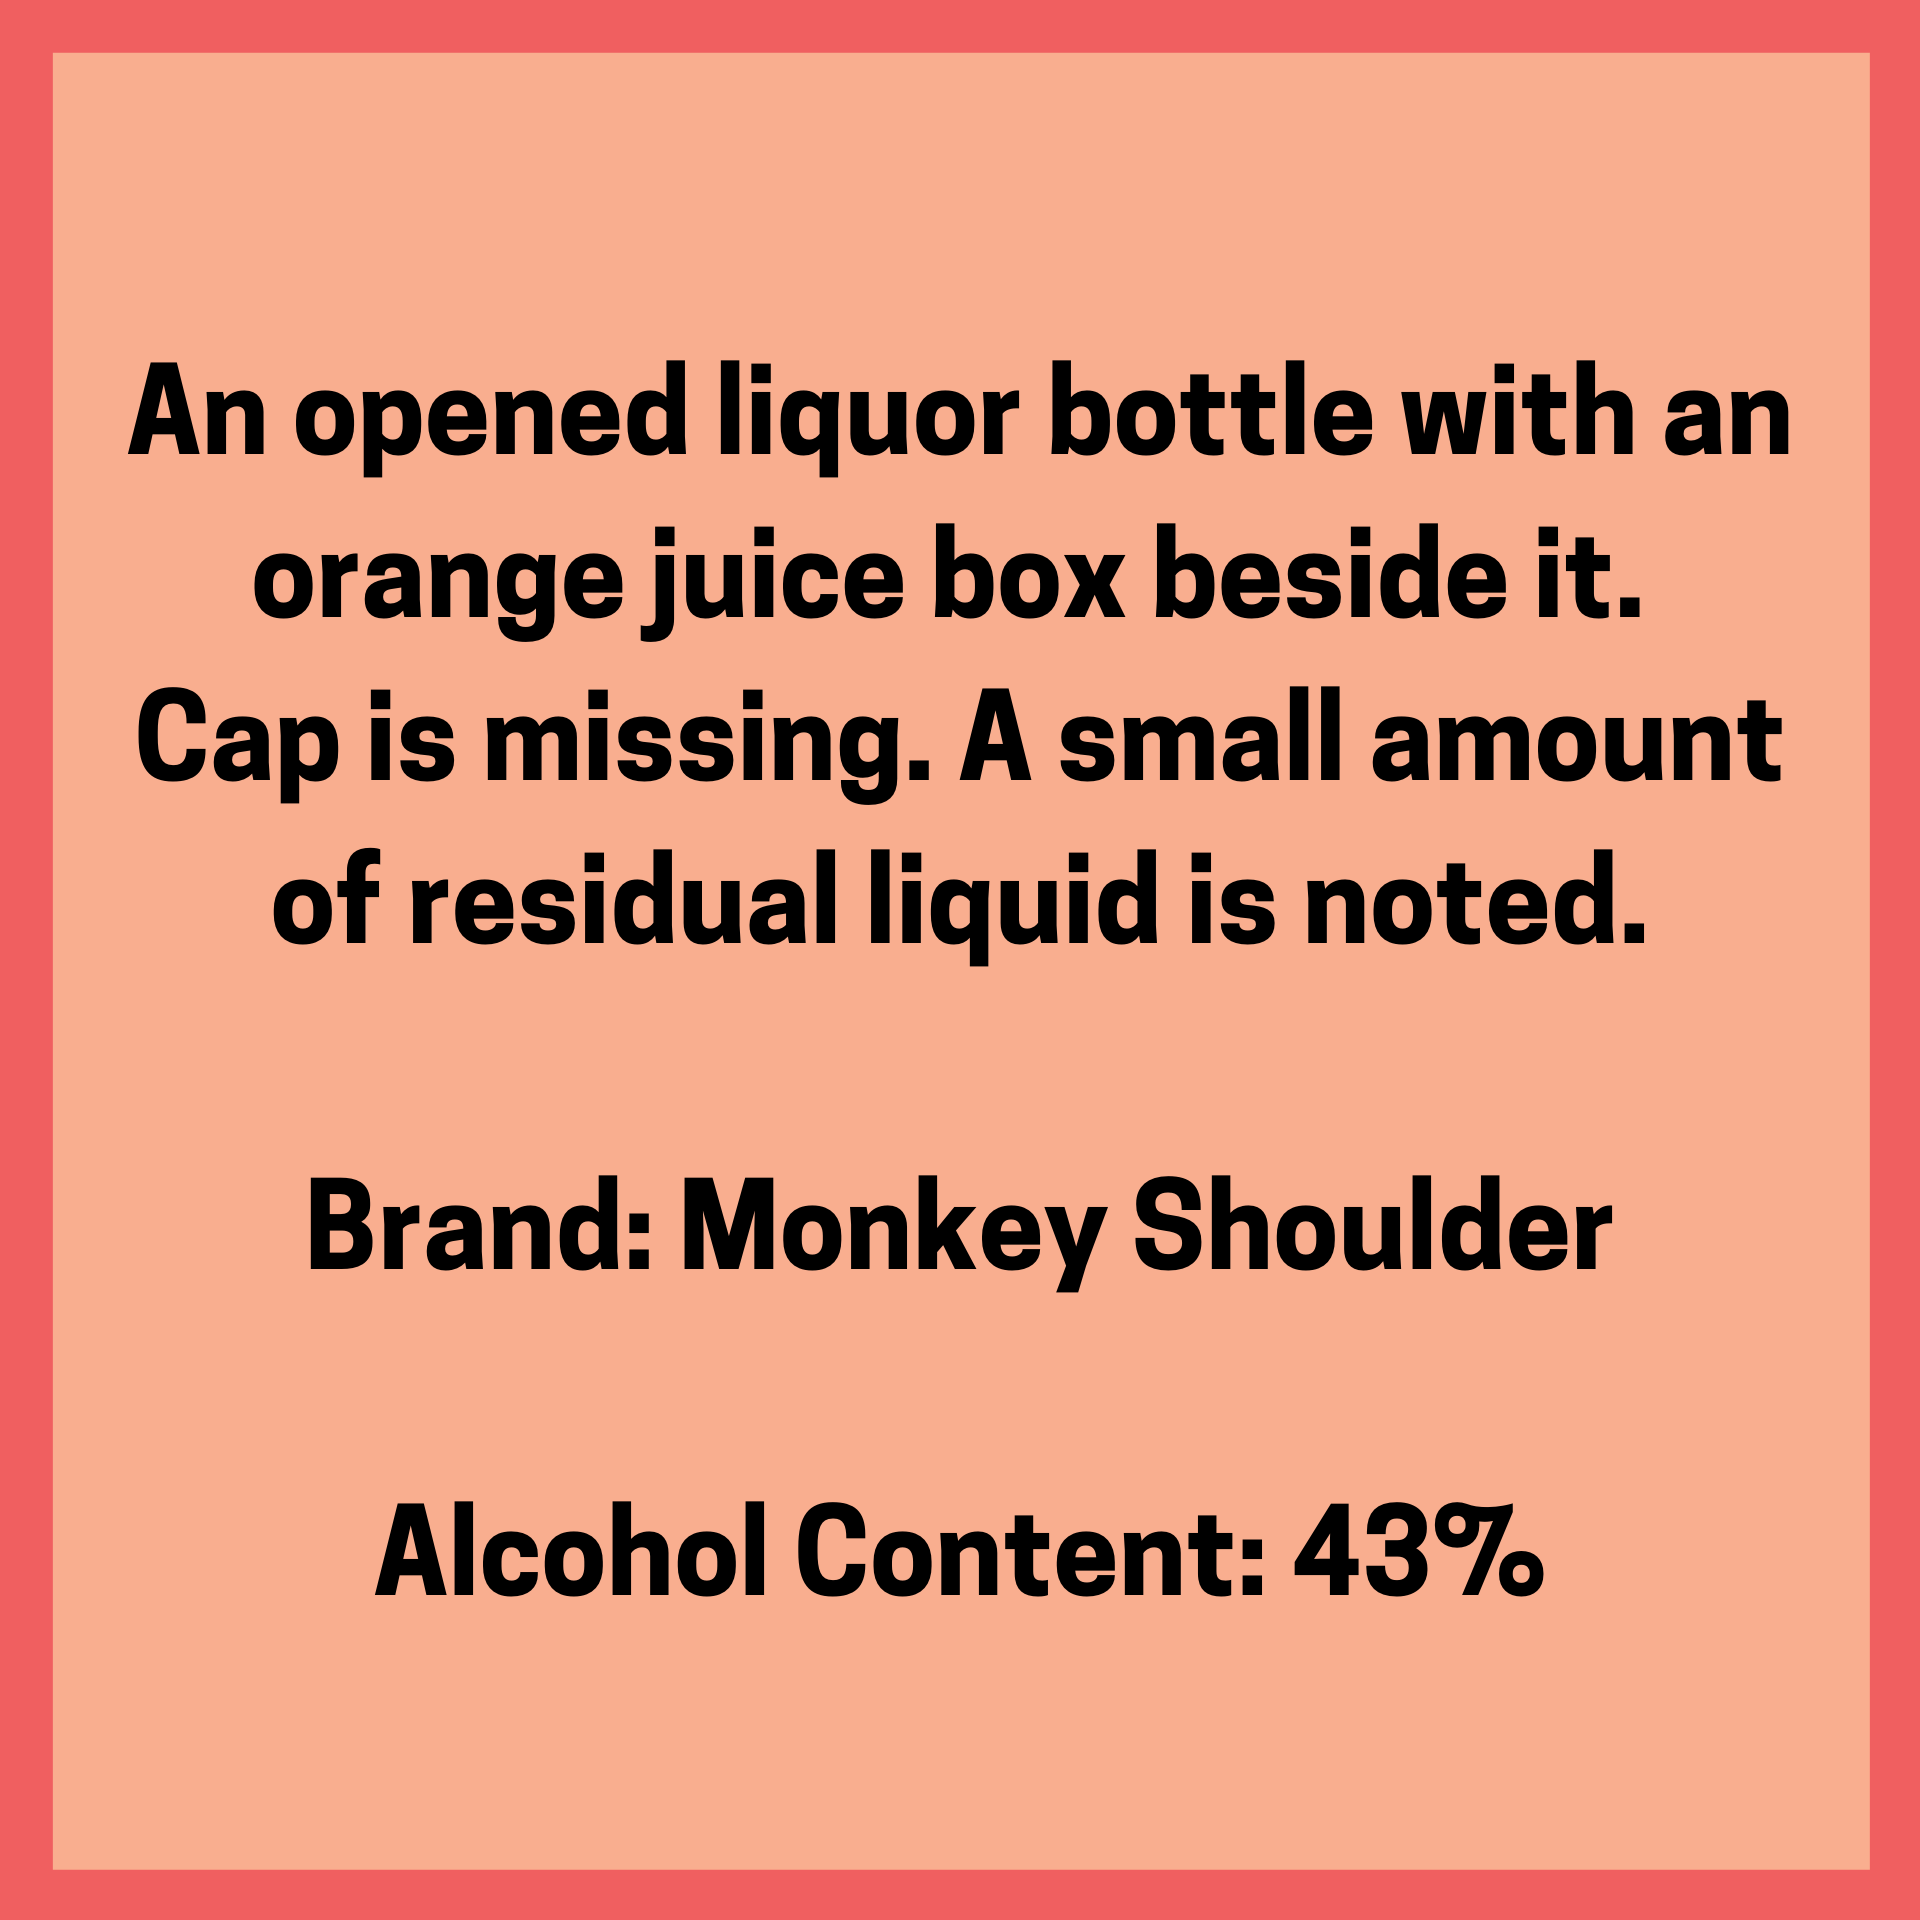 An opened liquor bottle with an
orange juice box beside it.
Cap is missing. A small amount
of residual liquid is noted.
Brand: Monkey Shoulder
Alcohol Content: 43%